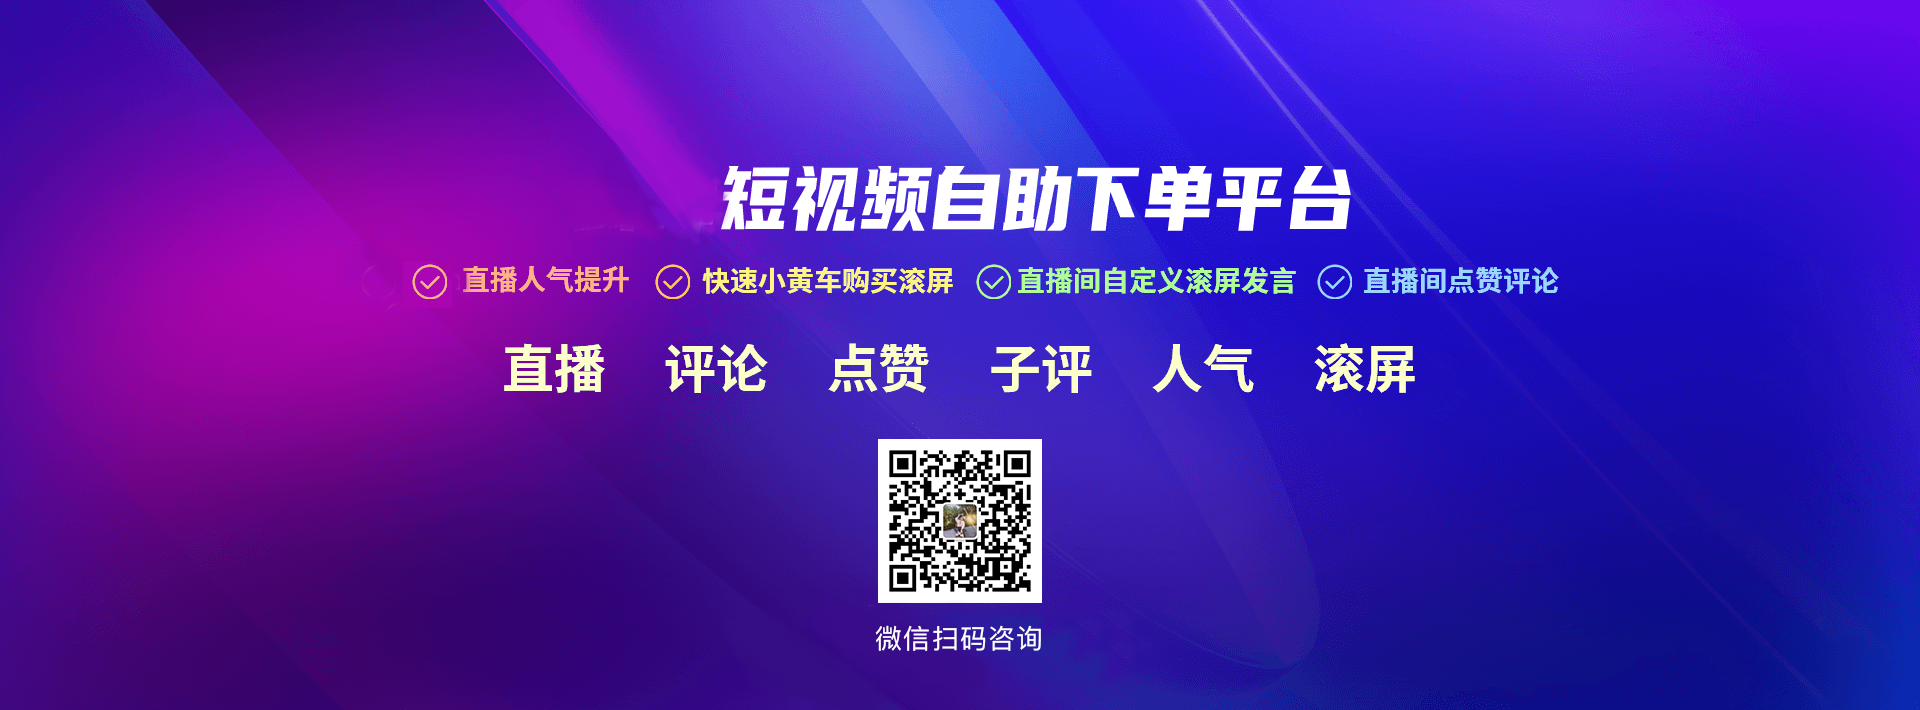 短视频自助下单平台
直播人气提升 快速小黄车购买滚屏 直播间自定义滚屏发言 直播间点赞评论
直播 评论 点赞 子评 人气 滚屏
微信扫码咨询